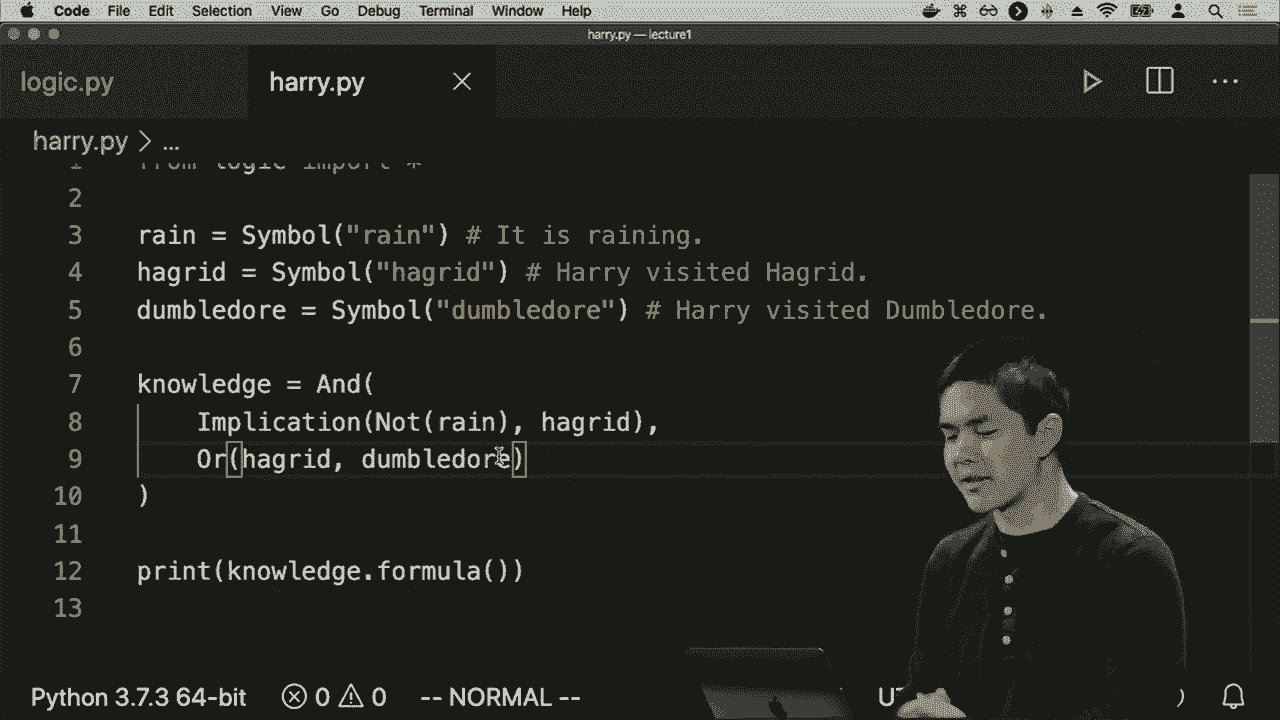 Code File Edit Selection View Go Debug Terminal Window Help
harry.py — lecture1
logic.py harry.py
harry.py > ...
1 from logic import *
2
3 rain = Symbol("rain") # It is raining.
4 hagrid = Symbol("hagrid") # Harry visited Hagrid.
5 dumbledore = Symbol("dumbledore") # Harry visited Dumbledore.
6
7 knowledge = And(
8 Implication(Not(rain), hagrid),
9 Or(hagrid, dumbledore)
10 )
11
12 print(knowledge.formula())
13
Python 3.7.3 64-bit 0 0 -- NORMAL --